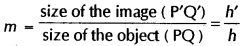 m = size of the image ( P'Q') / size of the object (PQ) = h' / h